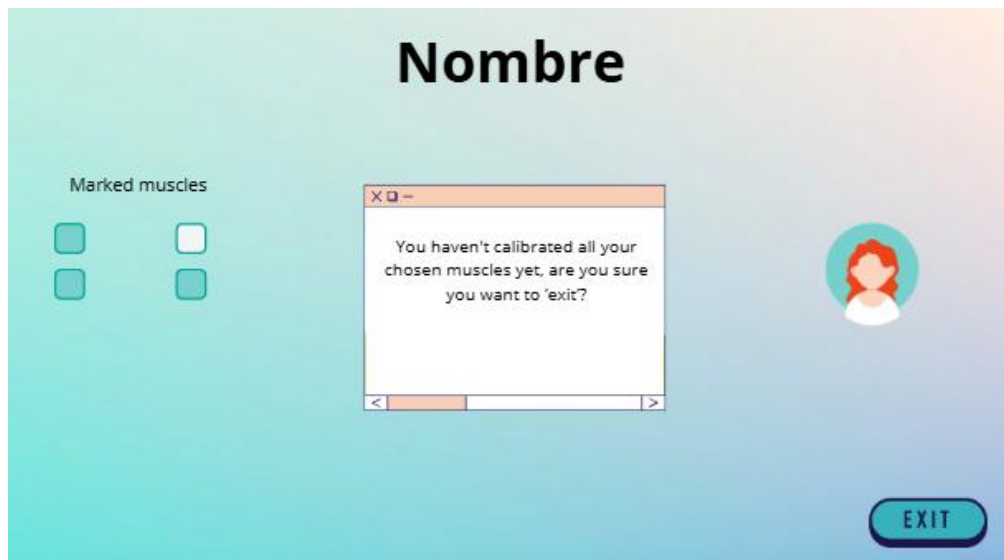 Nombre
Marked muscles
You haven't calibrated all your
chosen muscles yet, are you sure
you want to 'exit'?
EXIT